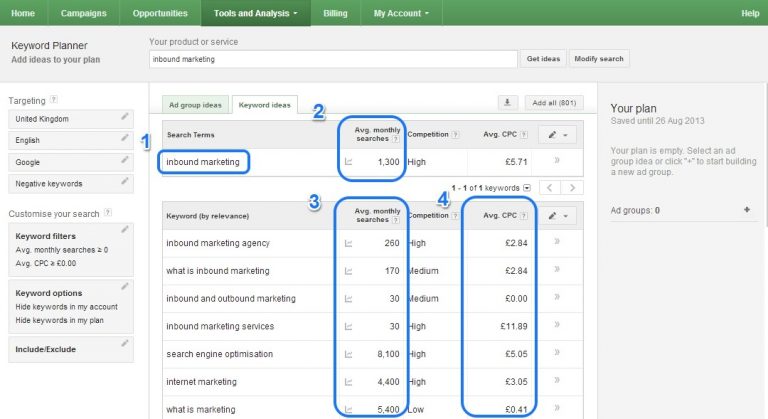 Home Campaigns Opportunities Tools and Analysis Billing My Account Help
Keyword Planner
Add ideas to your plan
Your product or service
inbound marketing
Get ideas Modify search
Targeting ?
United Kingdom
English
Google
Negative keywords
Customise your search ?
Keyword filters
Avg. monthly searches ≥ 0
Avg. CPC ≥ £0.00
Keyword options
Hide keywords in my account
Hide keywords in my plan
Include/Exclude
Ad group ideas Keyword ideas
Add all (801)
1 2 3 4
Search Terms Avg. monthly searches ? Competition ? Avg. CPC ?
inbound marketing 1,300 High £5.71 »
1 - 1 of 1 keywords
Keyword (by relevance) Avg. monthly searches ? Competition ? Avg. CPC ?
inbound marketing agency 260 High £2.84 »
what is inbound marketing 170 Medium £2.84 »
inbound and outbound marketing 30 Medium £0.00 »
inbound marketing services 30 High £11.89 »
search engine optimisation 8,100 High £5.05 »
internet marketing 4,400 High £3.05 »
what is marketing 5,400 Low £0.41 »
Your plan
Saved until 26 Aug 2013
Your plan is empty. Select an ad
group idea or click "+" to start building
a new ad group.
Ad groups: 0 +